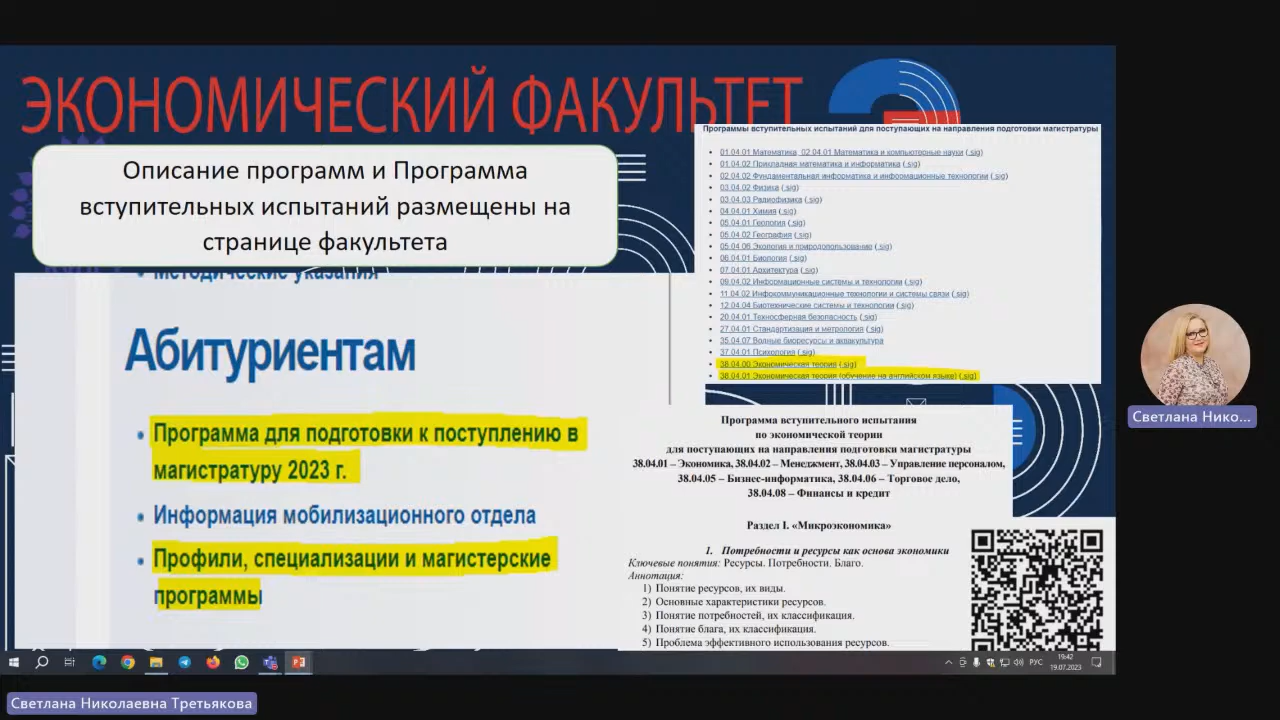 ЭКОНОМИЧЕСКИЙ ФАКУЛЬТЕТ
Описание программ и Программа
вступительных испытаний размещены на
странице факультета
• Методические указания
Абитуриентам
• Программа для подготовки к поступлению в
магистратуру 2023 г.
• Информация мобилизационного отдела
• Профили, специализации и магистерские
программы
Программы вступительных испытаний для поступающих на направления подготовки магистратуры
• 01.04.01 Математика, 02.04.01 Математика и компьютерные науки (.sig)
• 01.04.02 Прикладная математика и информатика (.sig)
• 02.04.02 Фундаментальная информатика и информационные технологии (.sig)
• 03.04.02 Физика (.sig)
• 03.04.03 Радиофизика (.sig)
• 04.04.01 Химия (.sig)
• 05.04.01 Геология (.sig)
• 05.04.02 География (.sig)
• 05.04.06 Экология и природопользование (.sig)
• 06.04.01 Биология (.sig)
• 07.04.01 Архитектура (.sig)
• 09.04.02 Информационные системы и технологии (.sig)
• 11.04.02 Инфокоммуникационные технологии и системы связи (.sig)
• 12.04.04 Биотехнические системы и технологии (.sig)
• 20.04.01 Техносферная безопасность (.sig)
• 27.04.01 Стандартизация и метрология (.sig)
• 35.04.07 Водные биоресурсы и аквакультура
• 37.04.01 Психология (.sig)
• 38.04.00 Экономическая теория (.sig)
• 38.04.01 Экономическая теория (обучение на английском языке) (.sig)
Программа вступительного испытания
по экономической теории
для поступающих на направления подготовки магистратуры
38.04.01 – Экономика, 38.04.02 – Менеджмент, 38.04.03 – Управление персоналом,
38.04.05 – Бизнес-информатика, 38.04.06 – Торговое дело,
38.04.08 – Финансы и кредит
Раздел I. «Микроэкономика»
1. Потребности и ресурсы как основа экономики
Ключевые понятия: Ресурсы. Потребности. Благо.
Аннотация:
1) Понятие ресурсов, их виды.
2) Основные характеристики ресурсов.
3) Понятие потребностей, их классификация.
4) Понятие блага, их классификация.
5) Проблема эффективного использования ресурсов.
РУС
19:42
19.07.2023
Светлана Нико...
Светлана Николаевна Третьякова